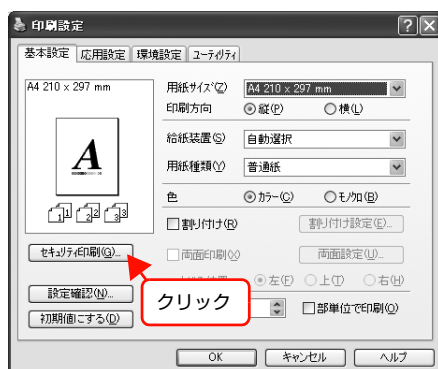 印刷設定
基本設定 応用設定 環境設定 ユーティリティ
A4 210 x 297 mm
用紙サイズ(Z) A4 210 x 297 mm
印刷方向 縦(P) 横(L)
給紙装置(S) 自動選択
用紙種類(Y) 普通紙
A
色 カラー(C) モノクロ(B)
1 1 2 2 3 3
割り付け(R) 割り付け設定(E)...
セキュリティ印刷(G)... 両面印刷(X) 両面設定(U)...
左(F) 上(T) 右(H)
設定確認(N)... クリック 部単位で印刷(O)
初期値にする(D)
OK キャンセル ヘルプ